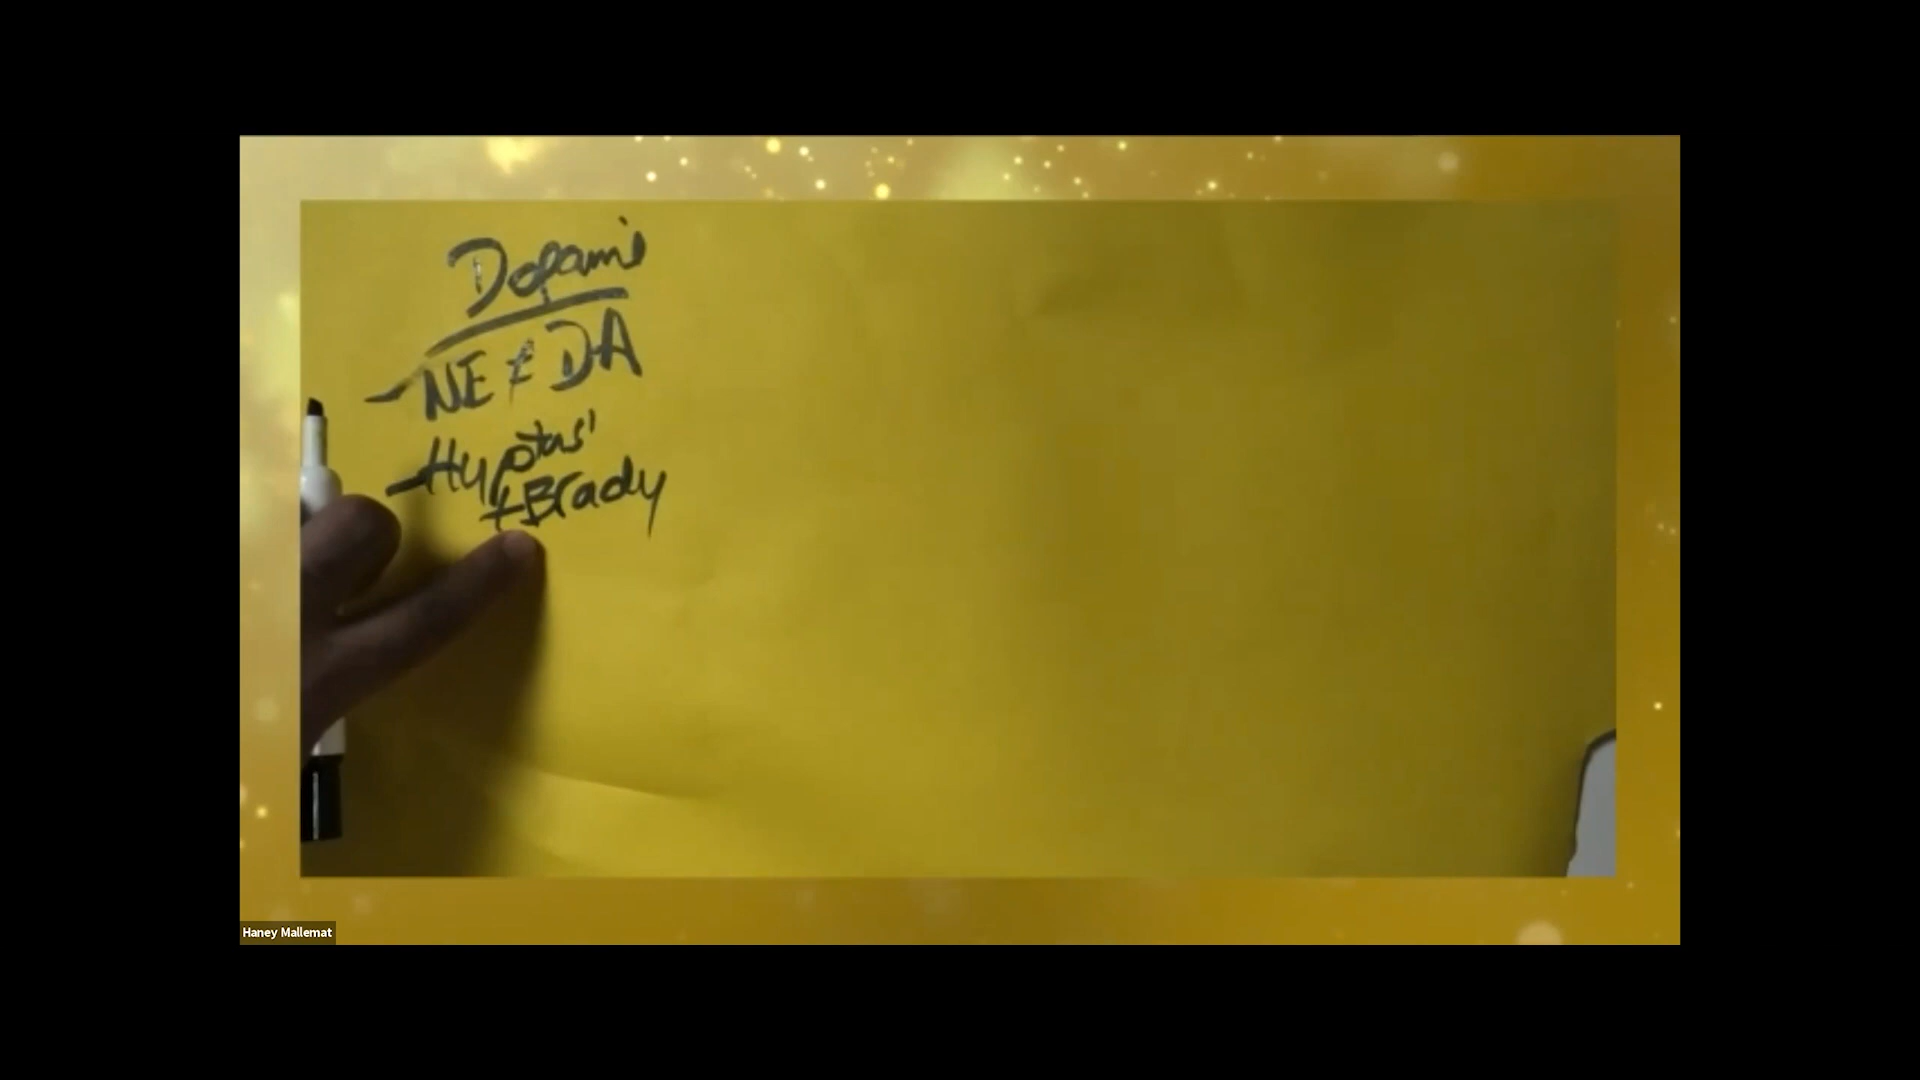 Dopami
- NE & DA
- Hypotns'
+ Brady
Haney Mallemat